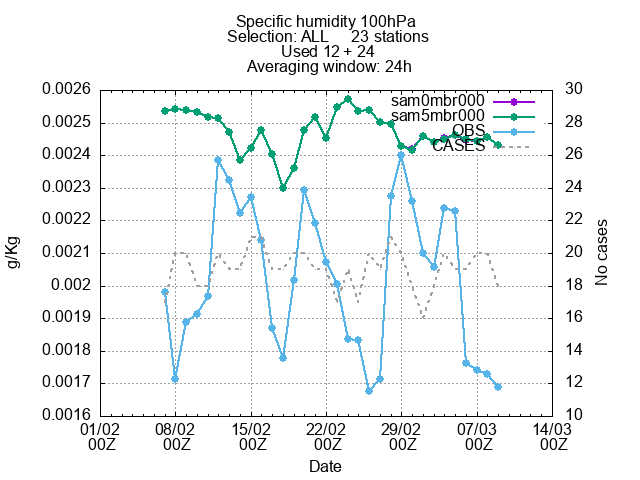 Specific humidity 100hPa
Selection: ALL 23 stations
Used 12 + 24
Averaging window: 24h
sam0mbr000
sam5mbr000
OBS
CASES
0.0026
0.0025
0.0024
0.0023
0.0022
0.0021
0.002
0.0019
0.0018
0.0017
0.0016
g/Kg
30
28
26
24
22
20
18
16
14
12
10
No cases
01/02 08/02 15/02 22/02 29/02 07/03 14/03
00Z 00Z 00Z 00Z 00Z 00Z 00Z
Date